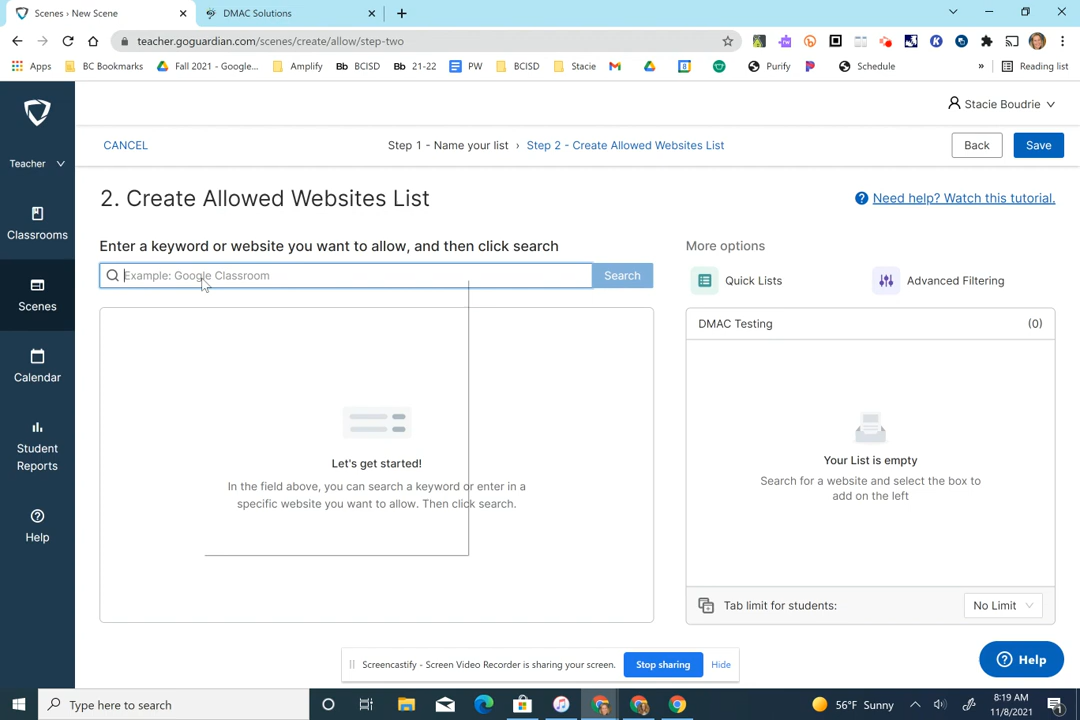 Scenes › New Scene
DMAC Solutions
teacher.goguardian.com/scenes/create/allow/step-two
Apps
BC Bookmarks
Fall 2021 - Google...
Amplify
Bb BCISD
Bb 21-22
PW
BCISD
Stacie
Purify
Schedule
»
Reading list
Stacie Boudrie
Teacher
CANCEL
Step 1 - Name your list › Step 2 - Create Allowed Websites List
Back
Save
2. Create Allowed Websites List
Need help? Watch this tutorial.
Classrooms
Scenes
Calendar
Student
Reports
Help
Enter a keyword or website you want to allow, and then click search
Example: Google Classroom
Search
More options
Quick Lists
Advanced Filtering
DMAC Testing
(0)
Let's get started!
In the field above, you can search a keyword or enter in a
specific website you want to allow. Then click search.
Your List is empty
Search for a website and select the box to
add on the left
Tab limit for students:
No Limit
Screencastify - Screen Video Recorder is sharing your screen.
Stop sharing
Hide
Help
Type here to search
56°F Sunny
8:19 AM
11/8/2021